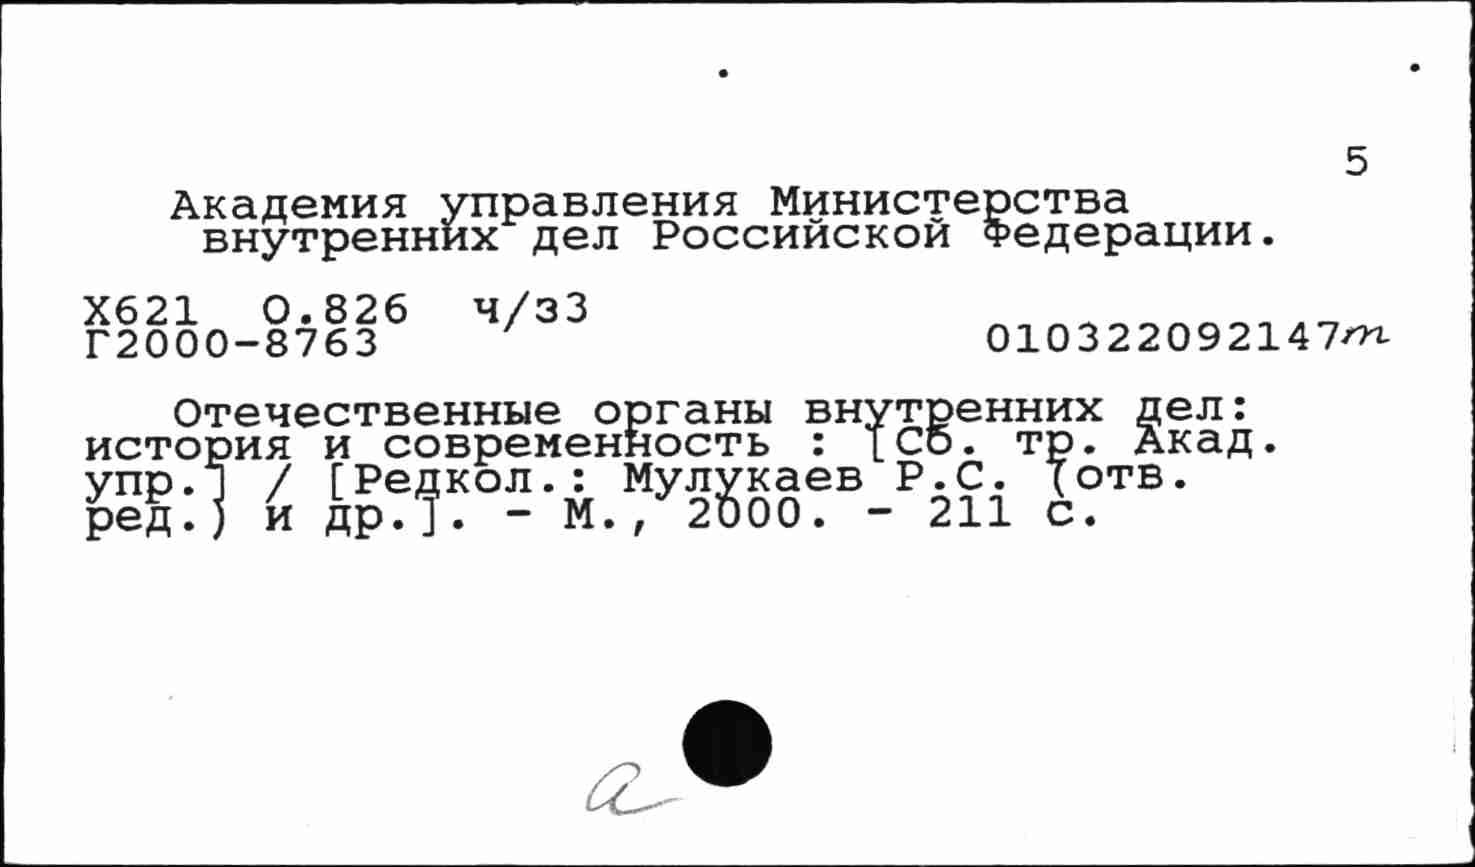 5
Академия управления Министерства
внутренних дел Российской Федерации.
Х621 О.826 ч/з3
Г2000-8763
010322092147m
Отечественные органы внутренних дел:
история и современность : [Сб. тр. Акад.
упр.] / [Редкол.: Мулукаев Р.С. (отв.
ред.) и др.]. - М., 2000. - 211 с.
а